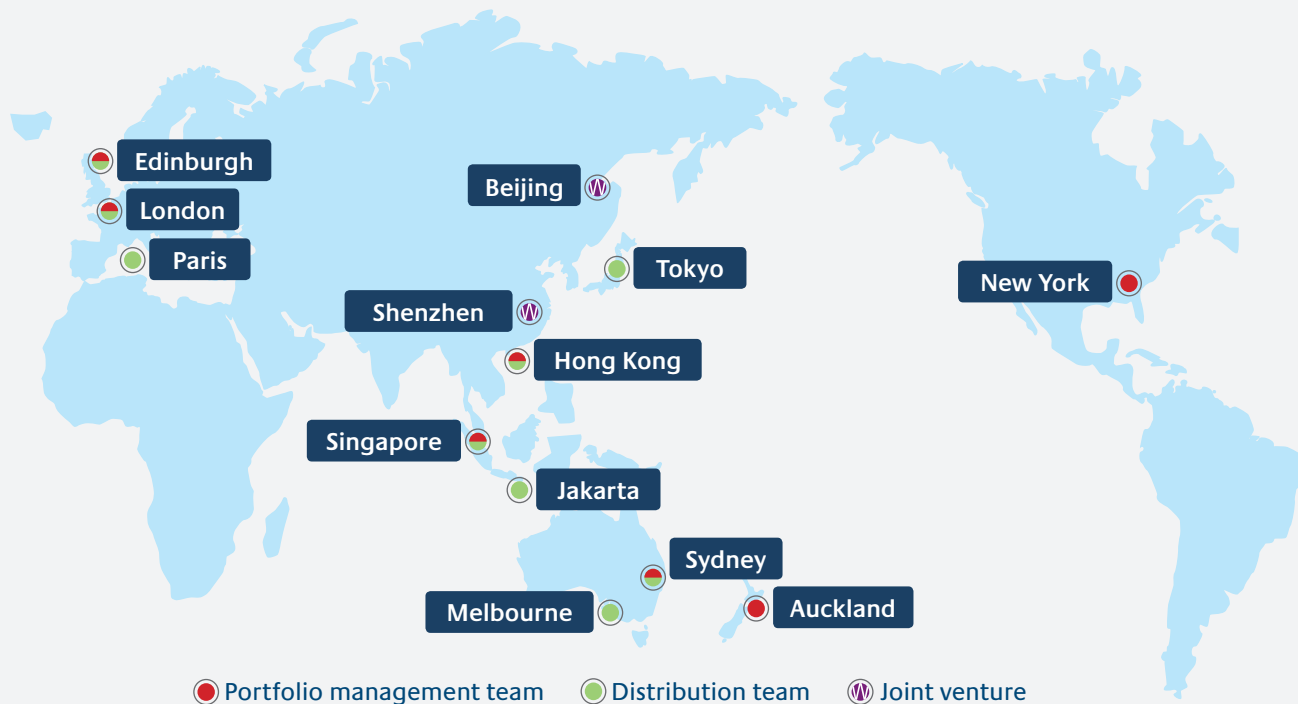 Edinburgh
London
Paris
Beijing
Tokyo
New York
Shenzhen
Hong Kong
Singapore
Jakarta
Sydney
Melbourne
Auckland
Portfolio management team
Distribution team
Joint venture